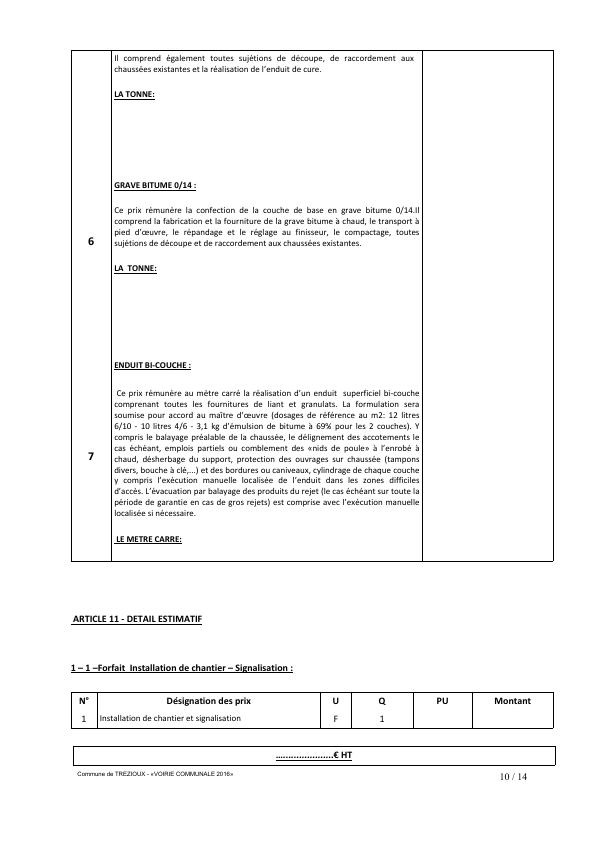 Il comprend également toutes sujétions de découpe, de raccordement aux
chaussées existantes et la réalisation de l'enduit de cure.
LA TONNE:
GRAVE BITUME 0/14 :
Ce prix rémunère la confection de la couche de base en grave bitume 0/14.Il
comprend la fabrication et la fourniture de la grave bitume à chaud, le transport à
pied d'œuvre, le répandage et le réglage au finisseur, le compactage, toutes
sujétions de découpe et de raccordement aux chaussées existantes.
6
LA TONNE:
ENDUIT BI-COUCHE :
Ce prix rémunère au mètre carré la réalisation d'un enduit superficiel bi-couche
comprenant toutes les fournitures de liant et granulats. La formulation sera
soumise pour accord au maître d'œuvre (dosages de référence au m2: 12 litres
6/10 - 10 litres 4/6 - 3,1 kg d'émulsion de bitume à 69% pour les 2 couches). Y
compris le balayage préalable de la chaussée, le délignement des accotements le
cas échéant, emplois partiels ou comblement des «nids de poule» à l'enrobé à
chaud, désherbage du support, protection des ouvrages sur chaussée (tampons
divers, bouche à clé,...) et des bordures ou caniveaux, cylindrage de chaque couche
y compris l'exécution manuelle localisée de l'enduit dans les zones difficiles
d'accès. L'évacuation par balayage des produits du rejet (le cas échéant sur toute la
période de garantie en cas de gros rejets) est comprise avec l'exécution manuelle
localisée si nécessaire.
7
LE METRE CARRE:
ARTICLE 11 - DETAIL ESTIMATIF
1 – 1 –Forfait Installation de chantier – Signalisation :
N° Désignation des prix U Q PU Montant
1 Installation de chantier et signalisation F 1
.......................€ HT
Commune de TREZIOUX - «VOIRIE COMMUNALE 2016» 10 / 14